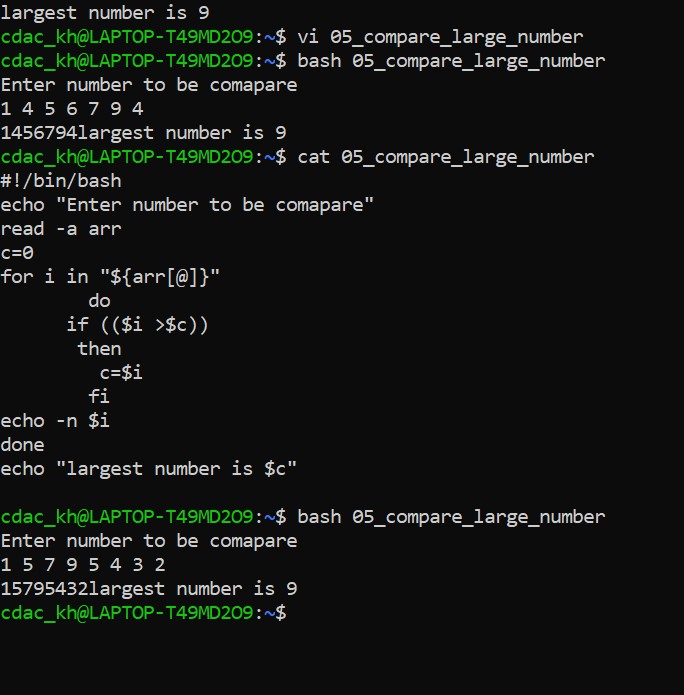 largest number is 9
cdac_kh@LAPTOP-T49MD2O9:~$ vi 05_compare_large_number
cdac_kh@LAPTOP-T49MD2O9:~$ bash 05_compare_large_number
Enter number to be comapare
1 4 5 6 7 9 4
1456794largest number is 9
cdac_kh@LAPTOP-T49MD2O9:~$ cat 05_compare_large_number
#!/bin/bash
echo "Enter number to be comapare"
read -a arr
c=0
for i in "${arr[@]}"
        do
      if (($i >$c))
       then
         c=$i
        fi
echo -n $i
done
echo "largest number is $c"

cdac_kh@LAPTOP-T49MD2O9:~$ bash 05_compare_large_number
Enter number to be comapare
1 5 7 9 5 4 3 2
15795432largest number is 9
cdac_kh@LAPTOP-T49MD2O9:~$